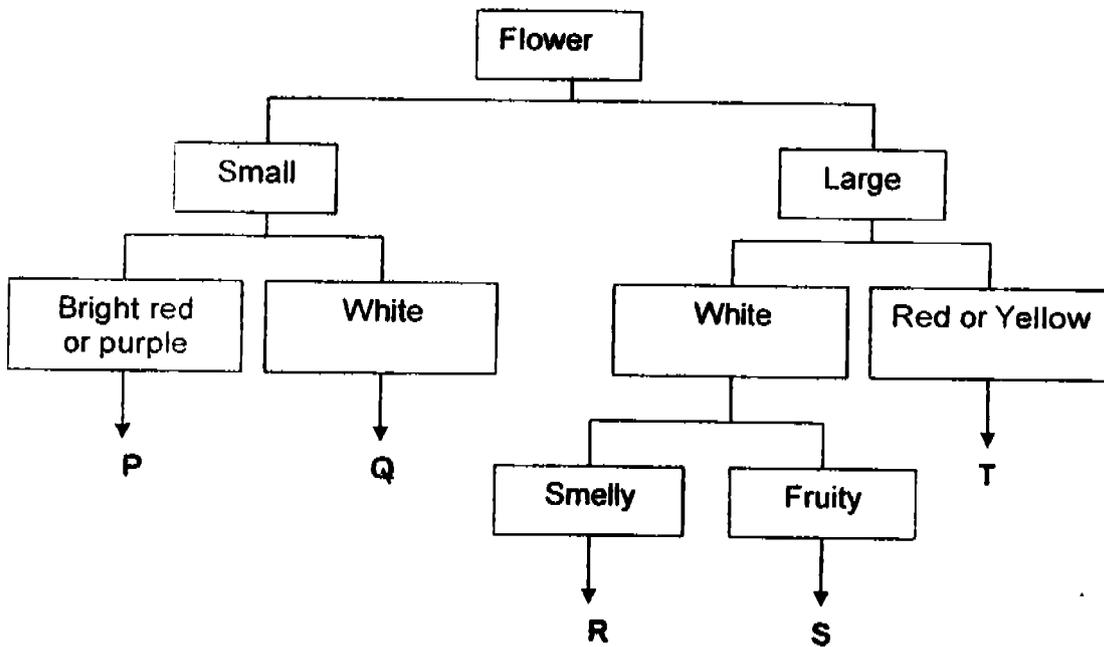 Flower
Small
Large
Bright red
or purple
White
White
Red or Yellow
P
Q
Smelly
Fruity
T
R
S